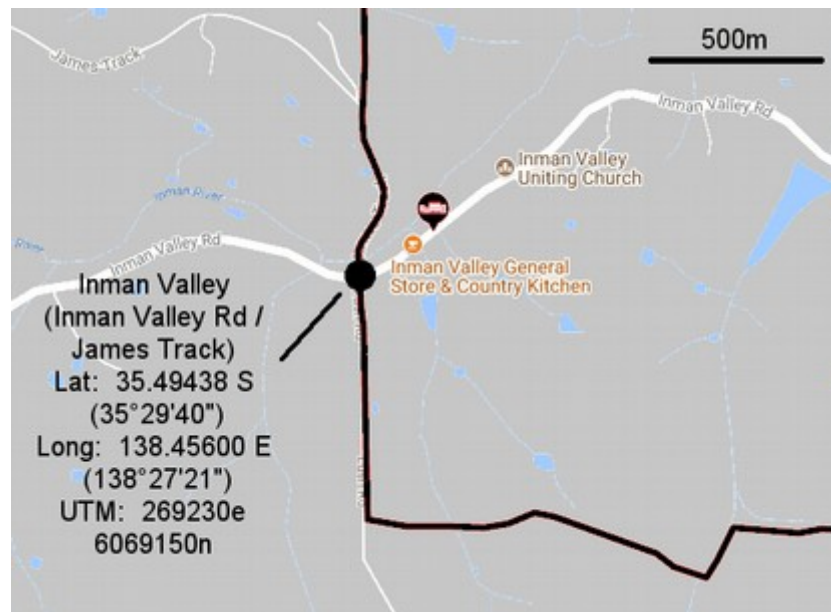 500m
James Track
Inman Valley Rd
Inman Valley
Uniting Church
Inman River
River
Inman Valley Rd
Inman Valley General
Store & Country Kitchen
Inman Valley
(Inman Valley Rd /
James Track)
Lat: 35.49438 S
(35°29'40")
Long: 138.45600 E
(138°27'21")
UTM: 269230e
6069150n